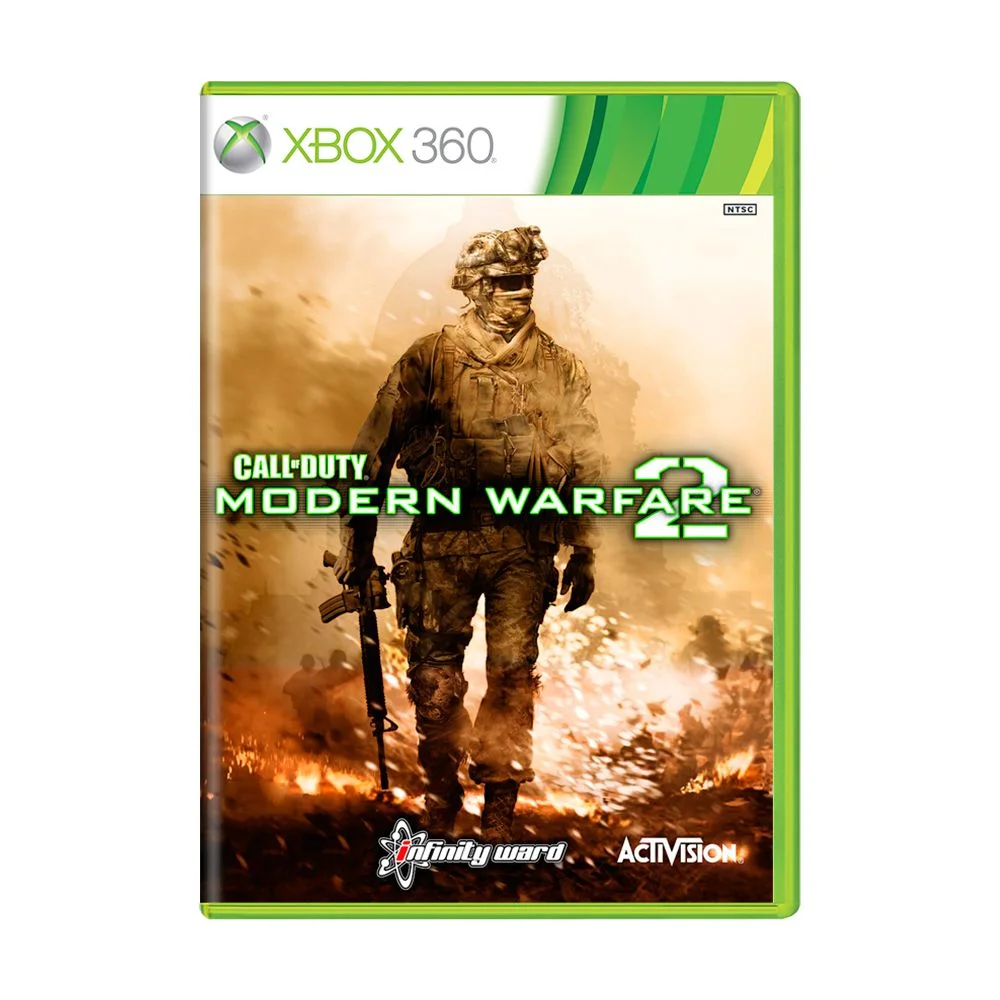 XBOX 360
NTSC
CALL OF DUTY
MODERN WARFARE 2
infinity ward
ACTIVISION